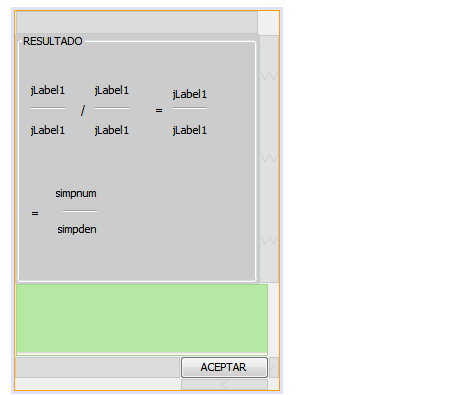 RESULTADO
jLabel1 jLabel1 jLabel1
/ =
jLabel1 jLabel1 jLabel1
simpnum
=
simpden
ACEPTAR